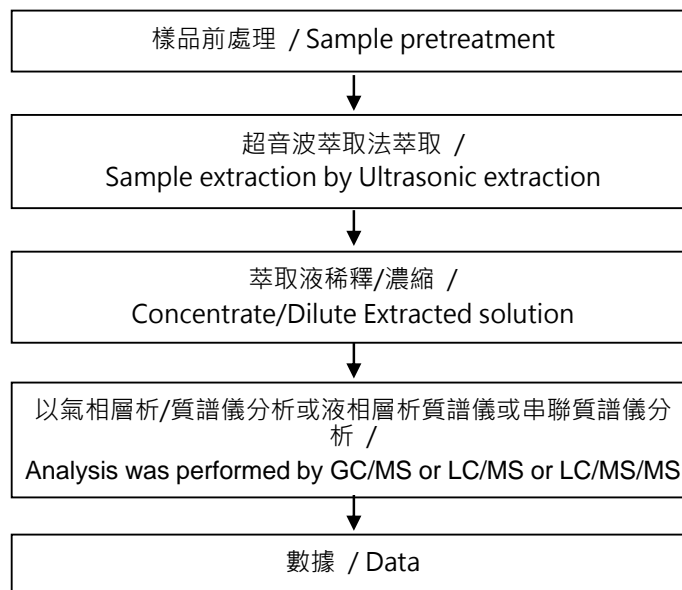 樣品前處理 / Sample pretreatment
超音波萃取法萃取 /
Sample extraction by Ultrasonic extraction
萃取液稀釋/濃縮 /
Concentrate/Dilute Extracted solution
以氣相層析/質譜儀分析或液相層析質譜儀或串聯質譜儀分
析 /
Analysis was performed by GC/MS or LC/MS or LC/MS/MS
數據 / Data